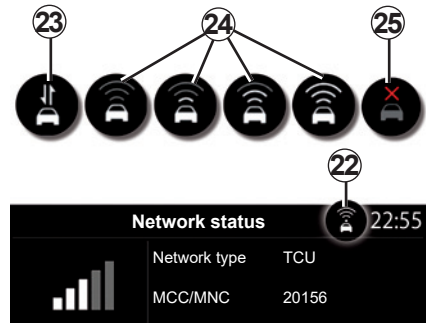 23
24
25
22
Network status 22:55
Network type TCU
MCC/MNC 20156